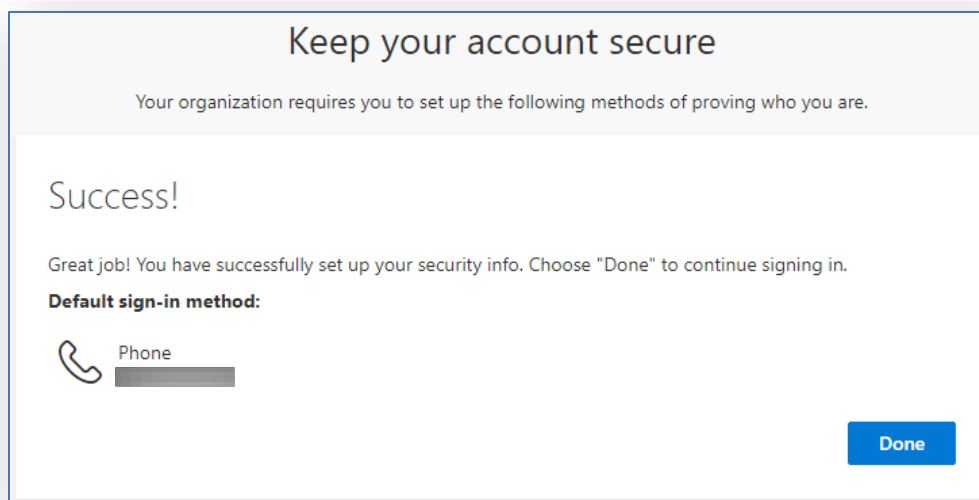 Keep your account secure
Your organization requires you to set up the following methods of proving who you are.
Success!
Great job! You have successfully set up your security info. Choose "Done" to continue signing in.
Default sign-in method:
Phone
Done